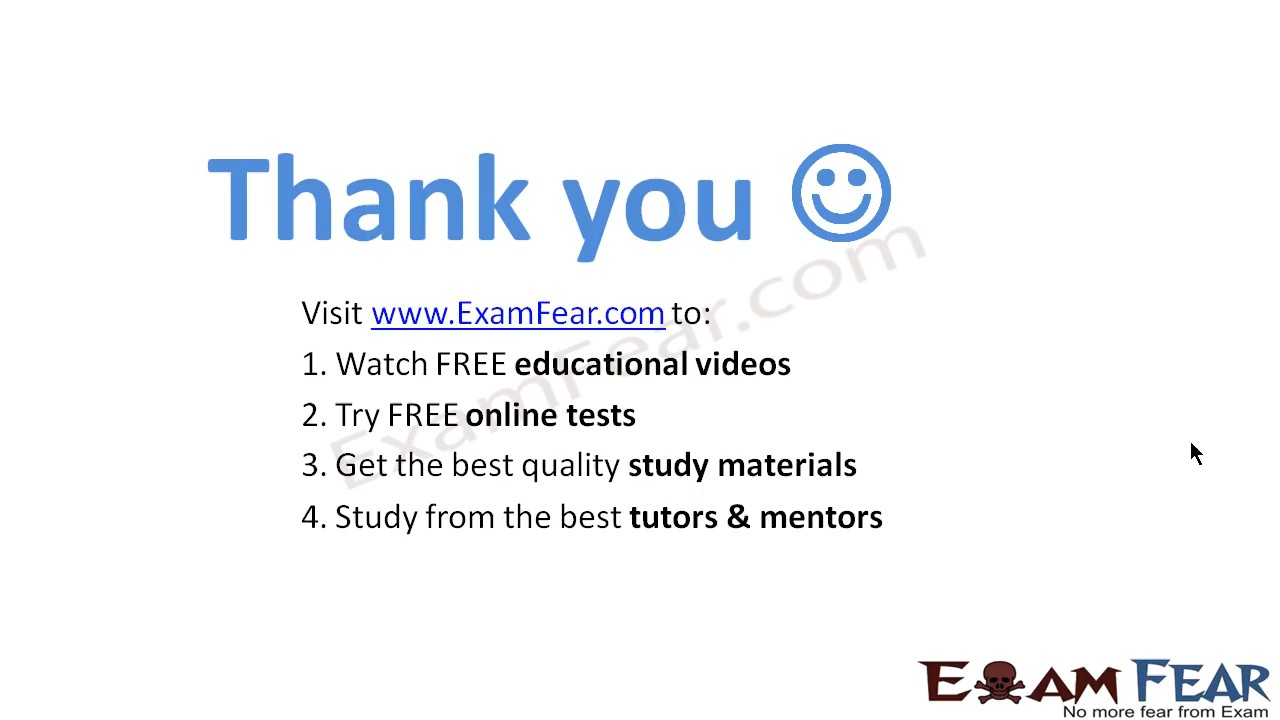 Thank you
Visit www.ExamFear.com to:
1. Watch FREE educational videos
2. Try FREE online tests
3. Get the best quality study materials
4. Study from the best tutors & mentors
ExamFear.com
EXAM FEAR
No more fear from Exam